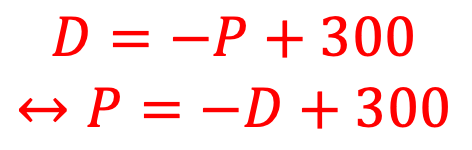 D = −P + 300
↔ P = −D + 300